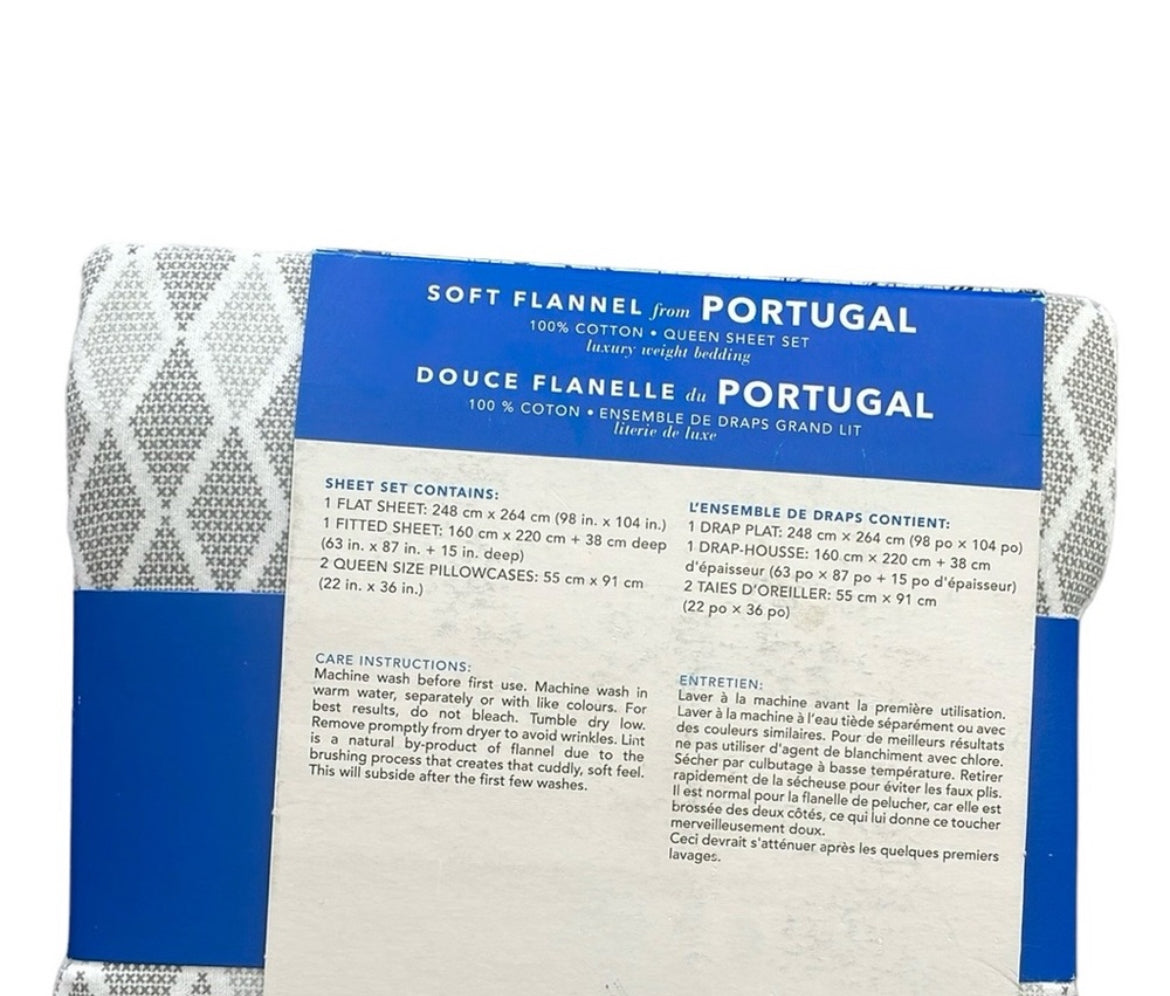 SOFT FLANNEL from PORTUGAL
100% COTTON • QUEEN SHEET SET
luxury weight bedding
DOUCE FLANELLE du PORTUGAL
100 % COTON • ENSEMBLE DE DRAPS GRAND LIT
literie de luxe
SHEET SET CONTAINS:
1 FLAT SHEET: 248 cm x 264 cm (98 in. x 104 in.)
1 FITTED SHEET: 160 cm x 220 cm + 38 cm deep
(63 in. x 87 in. + 15 in. deep)
2 QUEEN SIZE PILLOWCASES: 55 cm x 91 cm
(22 in. x 36 in.)
L'ENSEMBLE DE DRAPS CONTIENT:
1 DRAP PLAT: 248 cm × 264 cm (98 po × 104 po)
1 DRAP-HOUSSE: 160 cm × 220 cm + 38 cm
d'épaisseur (63 po × 87 po + 15 po d'épaisseur)
2 TAIES D'OREILLER: 55 cm × 91 cm
(22 po × 36 po)
CARE INSTRUCTIONS:
Machine wash before first use. Machine wash in
warm water, separately or with like colours. For
best results, do not bleach. Tumble dry low.
Remove promptly from dryer to avoid wrinkles. Lint
is a natural by-product of flannel due to the
brushing process that creates that cuddly, soft feel.
This will subside after the first few washes.
ENTRETIEN:
Laver à la machine avant la première utilisation.
Laver à la machine à l'eau tiède séparément ou avec
des couleurs similaires. Pour de meilleurs résultats
ne pas utiliser d'agent de blanchiment avec chlore.
Sécher par culbutage à basse température. Retirer
rapidement de la sécheuse pour éviter les faux plis.
Il est normal pour la flanelle de pelucher, car elle est
brossée des deux côtés, ce qui lui donne ce toucher
merveilleusement doux.
Ceci devrait s'atténuer après les quelques premiers
lavages.